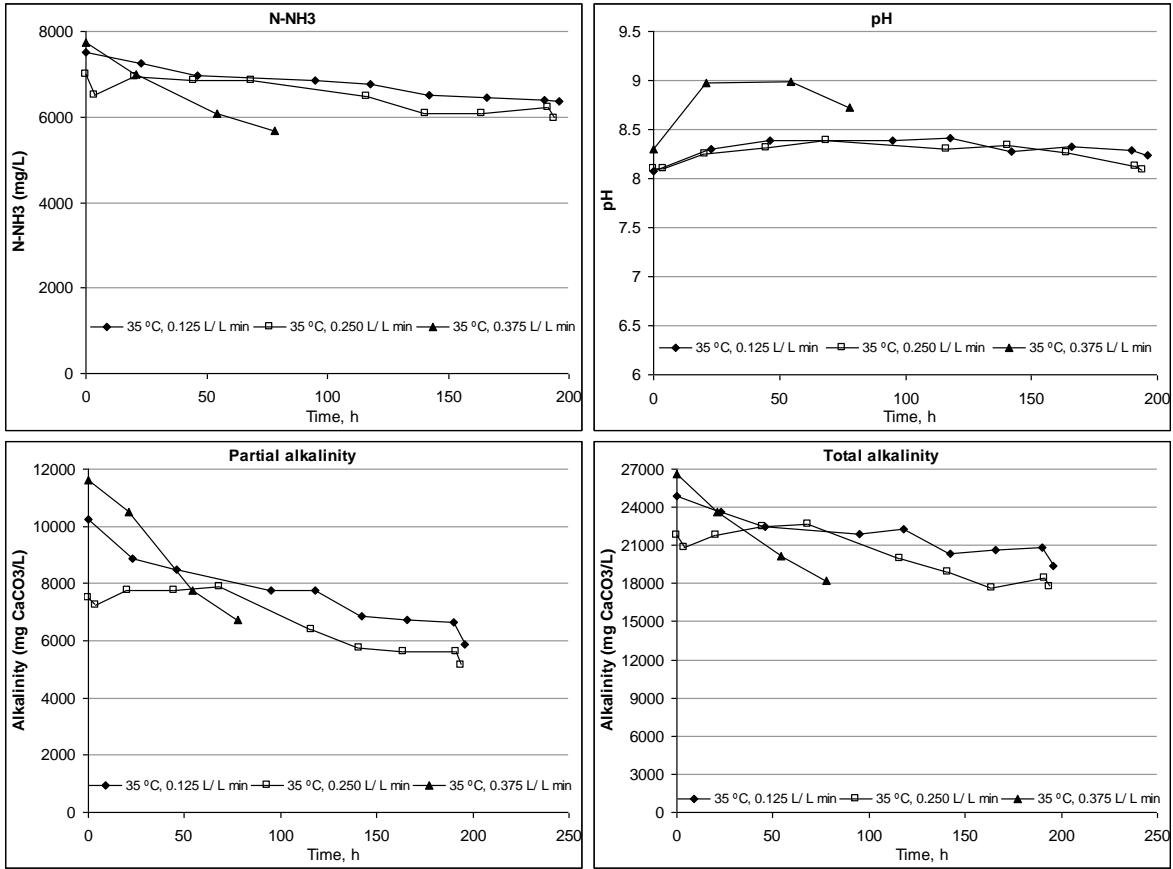 N-NH3
8000
6000
4000
2000
0
N-NH3 (mg/L)
35 ºC, 0.125 L/ L min 35 ºC, 0.250 L/ L min 35 ºC, 0.375 L/ L min
0 50 100 150 200
Time, h
pH
9.5
9
8.5
8
7.5
7
6.5
6
pH
35 ºC, 0.125 L/ L min 35 ºC, 0.250 L/ L min 35 ºC, 0.375 L/ L min
0 50 100 150 200
Time, h
Partial alkalinity
12000
10000
8000
6000
4000
2000
0
Alkalinity (mg CaCO3/L)
35 ºC, 0.125 L/ L min 35 ºC, 0.250 L/ L min 35 ºC, 0.375 L/ L min
0 50 100 150 200 250
Time, h
Total alkalinity
27000
24000
21000
18000
15000
12000
9000
6000
3000
0
Alkalinity (mg CaCO3/L)
35 ºC, 0.125 L/ L min 35 ºC, 0.250 L/ L min 35 ºC, 0.375 L/ L min
0 50 100 150 200 250
Time, h